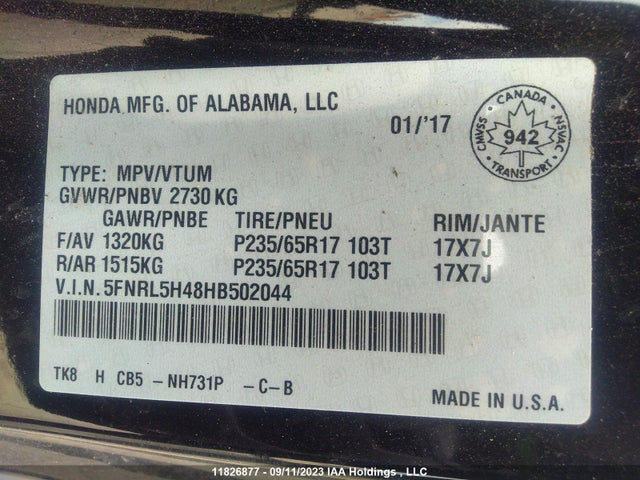 HONDA MFG. OF ALABAMA, LLC
01/'17
CANADA
CMVSS 942 NSVAC
TRANSPORT
TYPE: MPV/VTUM
GVWR/PNBV 2730 KG
GAWR/PNBE TIRE/PNEU RIM/JANTE
F/AV 1320KG P235/65R17 103T 17X7J
R/AR 1515KG P235/65R17 103T 17X7J
V.I.N. 5FNRL5H48HB502044
TK8 H CB5 - NH731P - C - B
MADE IN U.S.A.
11826877 - 09/11/2023 IAA Holdings , LLC